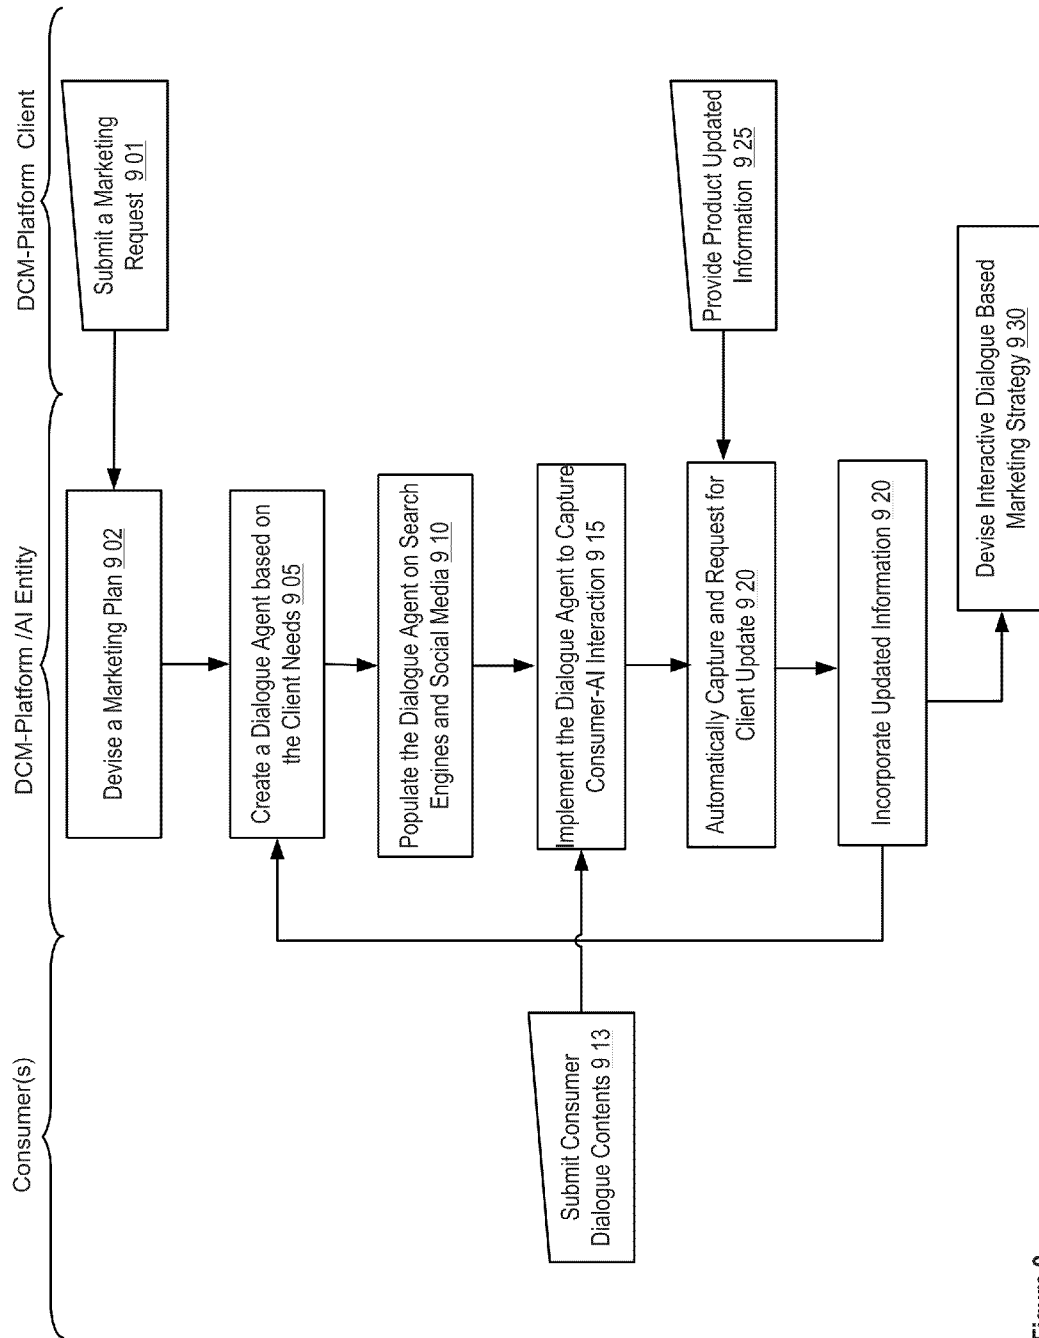 Consumer(s)
DCM-Platform /AI Entity
DCM-Platform Client
Submit a Marketing
Request 9 01
Devise a Marketing Plan 9 02
Create a Dialogue Agent based on
the Client Needs 9 05
Populate the Dialogue Agent on Search
Engines and Social Media 9 10
Submit Consumer
Dialogue Contents 9 13
Implement the Dialogue Agent to Capture
Consumer-AI Interaction 9 15
Provide Product Updated
Information 9 25
Automatically Capture and Request for
Client Update 9 20
Incorporate Updated Information 9 20
Devise Interactive Dialogue Based
Marketing Strategy 9 30
Figure 9